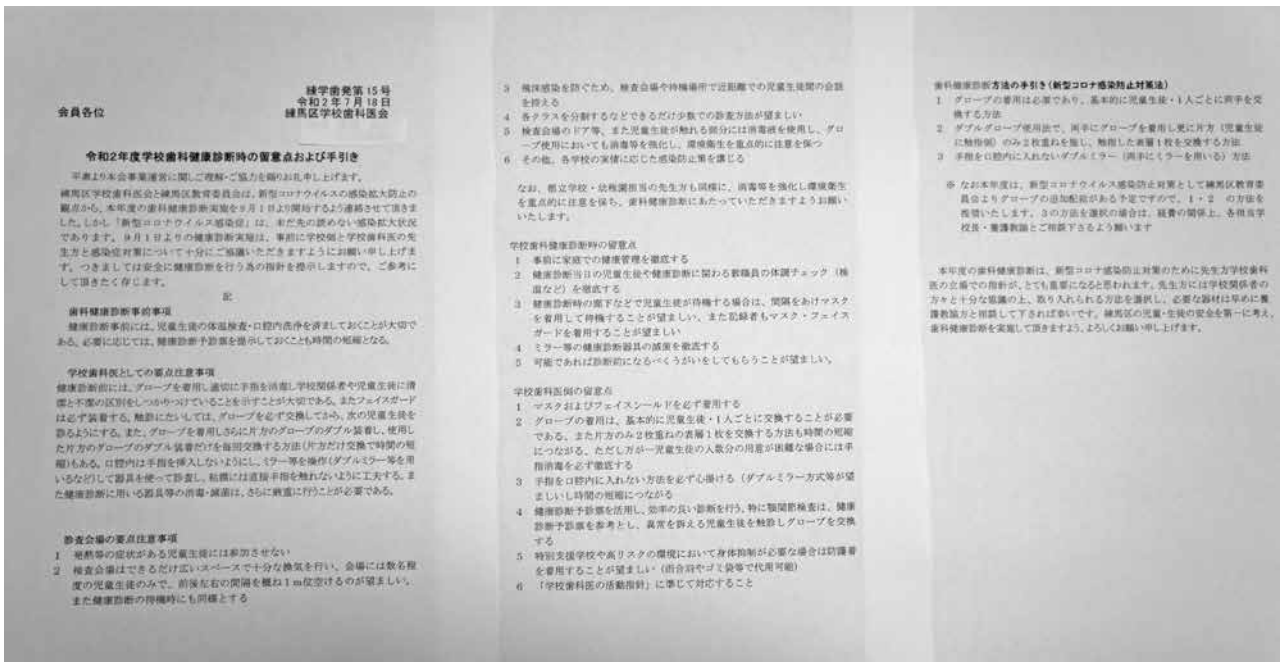 練学歯発第15号
令和2年7月18日
会員各位
練馬区学校歯科医会
令和2年度学校歯科健康診断時の留意点および手引き
平素より本会事業運営に関しご理解・ご協力を賜りお礼申し上げます。
練馬区学校歯科医会と練馬区教育委員会は、新型コロナウイルスの感染拡大防止の
観点から、本年度の歯科健康診断実施を9月1日より開始するよう連絡させて頂きま
した。しかし「新型コロナウイルス感染症」は、未だ先の読めない感染拡大状況
であります。9月1日よりの健康診断実施は、事前に学校側と学校歯科医の先
生方と感染症対策について十分にご協議いただきますようにお願い申し上げま
す。つきましては安全に健康診断を行う為の指針を提示しますので、ご参考に
して頂きたく存じます。
記
歯科健康診断事前事項
健康診断事前には、児童生徒の体温検査・口腔内洗浄を済ましておくことが大切で
ある。必要に応じては、健康診断予診票を提示しておくことも時間の短縮となる。
学校歯科医としての要点注意事項
健康診断前には、グローブを着用し適切に手指を消毒し学校関係者や児童生徒に清
潔と不潔の区別をしっかりつけていることを示すことが大切である。またフェイスガード
は必ず装着する。触診にたいしては、グローブを必ず交換してから、次の児童生徒を
診るようにする。また、グローブを着用しさらに片方のグローブのダブル装着し、使用し
た片方のグローブのダブル装着だけを毎回交換する方法(片方だけ交換で時間の短
縮)もある。口腔内は手指を挿入しないようにし、ミラー等を操作(ダブルミラー等を用
いるなど)して器具を使って診査し、粘膜には直接手指を触れないように工夫する。ま
た健康診断に用いる器具等の消毒・滅菌は、さらに厳重に行うことが必要である。
診査会場の要点注意事項
1 発熱等の症状がある児童生徒には参加させない
2 検査会場はできるだけ広いスペースで十分な換気を行い、会場には数名程
度の児童生徒のみで、前後左右の間隔を概ね1m位空けるのが望ましい。
また健康診断の待機時にも同様とする
3 飛沫感染を防ぐため、検査会場や待機場所で近距離での児童生徒間の会話
を控える
4 各クラスを分割するなどできるだけ少数での診査方法が望ましい
5 検査会場のドア等、また児童生徒が触れる部分には消毒液を使用し、グロ
ーブ使用においても消毒等を強化し、環境衛生を重点的に注意を保つ
6 その他、各学校の実情に応じた感染防止策を講じる
なお、都立学校・幼稚園担当の先生方も同様に、消毒等を強化し環境衛生
を重点的に注意を保ち、歯科健康診断にあたっていただきますようお願い
いたします。
学校歯科健康診断時の留意点
1 事前に家庭での健康管理を徹底する
2 健康診断当日の児童生徒や健康診断に関わる教職員の体調チェック(検
温など)を徹底する
3 健康診断時の廊下などで児童生徒が待機する場合は、間隔をあけマスク
を着用して待機することが望ましい、また記録者もマスク・フェイス
ガードを着用することが望ましい
4 ミラー等の健康診断器具の滅菌を徹底する
5 可能であれば診断前になるべくうがいをしてもらうことが望ましい。
学校歯科医側の留意点
1 マスクおよびフェイスシールドを必ず着用する
2 グローブの着用は、基本的に児童生徒・1人ごとに交換することが必要
である、また片方のみ2枚重ねの表層1枚を交換する方法も時間の短縮
につながる、ただし万が一児童生徒の人数分の用意が困難な場合には手
指消毒を必ず徹底する
3 手指を口腔内に入れない方法を必ず心掛ける(ダブルミラー方式等が望
ましいし時間の短縮につながる
4 健康診断予診票を活用し、効率の良い診断を行う、特に顎関節検査は、健康
診断予診票を参考とし、異常を訴える児童生徒を触診しグローブを交換
する
5 特別支援学校や高リスクの環境において身体抑制が必要な場合は防護着
を着用することが望ましい(雨合羽やゴミ袋等で代用可能)
6 「学校歯科医の活動指針」に準じて対応すること
歯科健康診断方法の手引き(新型コロナ感染防止対策法)
1 グローブの着用は必須であり、基本的に児童生徒・1人ごとに両手を交
換する方法
2 ダブルグローブ使用法で、両手にグローブを着用し更に片方(児童生徒
に触指側)のみ2枚重ねを施し、触指した表層1枚を交換する方法
3 手指を口腔内に入れないダブルミラー(両手にミラーを用いる)方法
※ なお本年度は、新型コロナウイルス感染防止対策として練馬区教育委
員会よりグローブの追加配給がある予定ですので、1・2 の方法を
推奨いたします。3の方法を選択の場合は、経費の関係上、各担当学
校長・養護教諭とご相談下さるよう願います
本年度の歯科健康診断は、新型コロナ感染防止対策のために先生方学校歯科
医の立場での指針が、とても重要になると思われます。先生方には学校関係者の
方々と十分な協議の上、取り入れられる方法を選択し、必要な器材は早めに養
護教諭方と相談して下されば幸いです。練馬区の児童・生徒の安全を第一に考え、
歯科健康診断を実施して頂きますよう、よろしくお願い申し上げます。